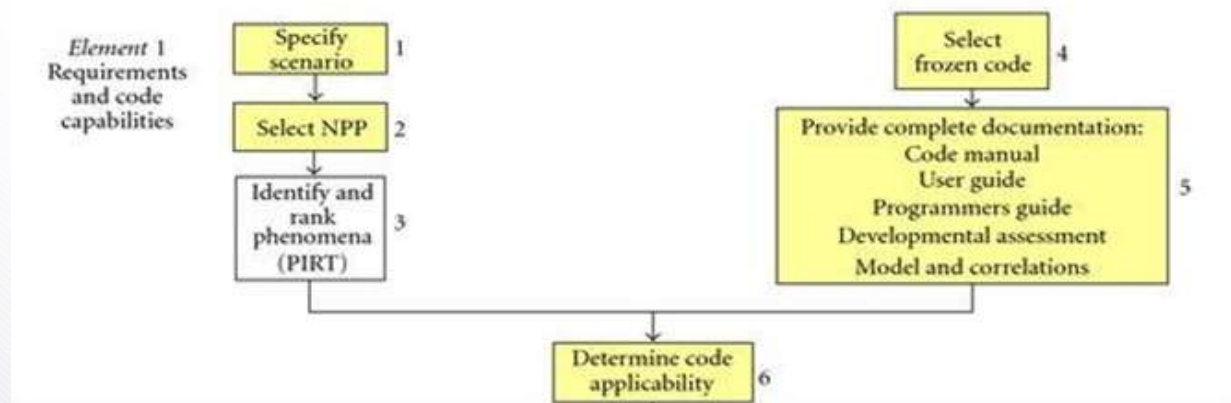 Element 1
Requirements
and code
capabilities
Specify
scenario
1
Select NPP
2
Identify and
rank
phenomena
(PIRT)
3
Select
frozen code
4
Provide complete documentation:
Code manual
User guide
Programmers guide
Developmental assessment
Model and correlations
5
Determine code
applicability
6